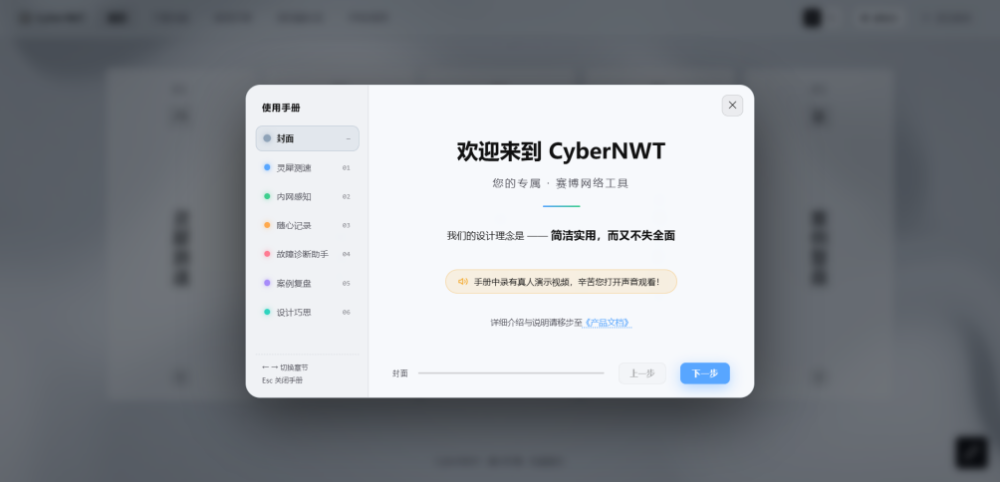 使用手册
封面 –
灵犀测速 01
内网感知 02
随心记录 03
故障诊断助手 04
案例复盘 05
设计巧思 06
← → 切换章节
Esc 关闭手册
欢迎来到 CyberNWT
您的专属 · 赛博网络工具
我们的设计理念是 —— 简洁实用，而又不失全面
手册中录有真人演示视频，辛苦您打开声音观看！
详细介绍与说明请移步至《产品文档》
封面
上一步
下一步